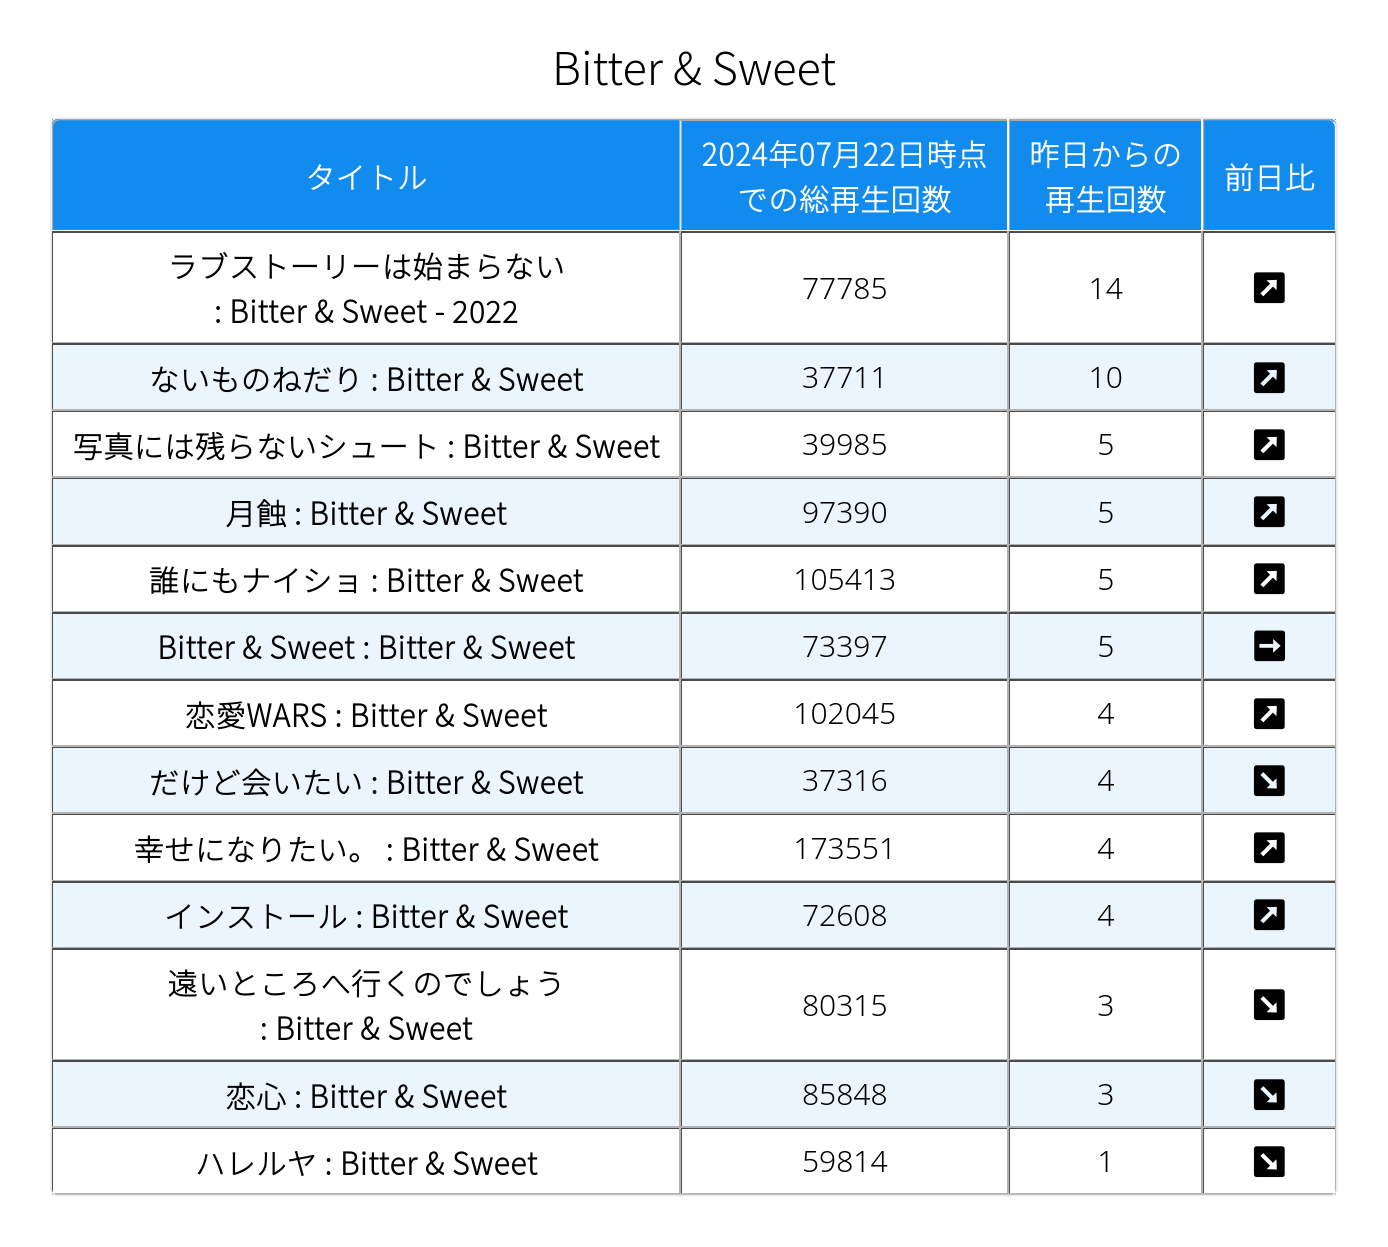 Bitter & Sweet
タイトル
2024年07月22日時点
での総再生回数
昨日からの
再生回数
前日比
ラブストーリーは始まらない
: Bitter & Sweet - 2022
77785
14
ないものねだり : Bitter & Sweet
37711
10
写真には残らないシュート : Bitter & Sweet
39985
5
月蝕 : Bitter & Sweet
97390
5
誰にもナイショ : Bitter & Sweet
105413
5
Bitter & Sweet : Bitter & Sweet
73397
5
恋愛WARS : Bitter & Sweet
102045
4
だけど会いたい : Bitter & Sweet
37316
4
幸せになりたい。 : Bitter & Sweet
173551
4
インストール : Bitter & Sweet
72608
4
遠いところへ行くのでしょう
: Bitter & Sweet
80315
3
恋心 : Bitter & Sweet
85848
3
ハレルヤ : Bitter & Sweet
59814
1